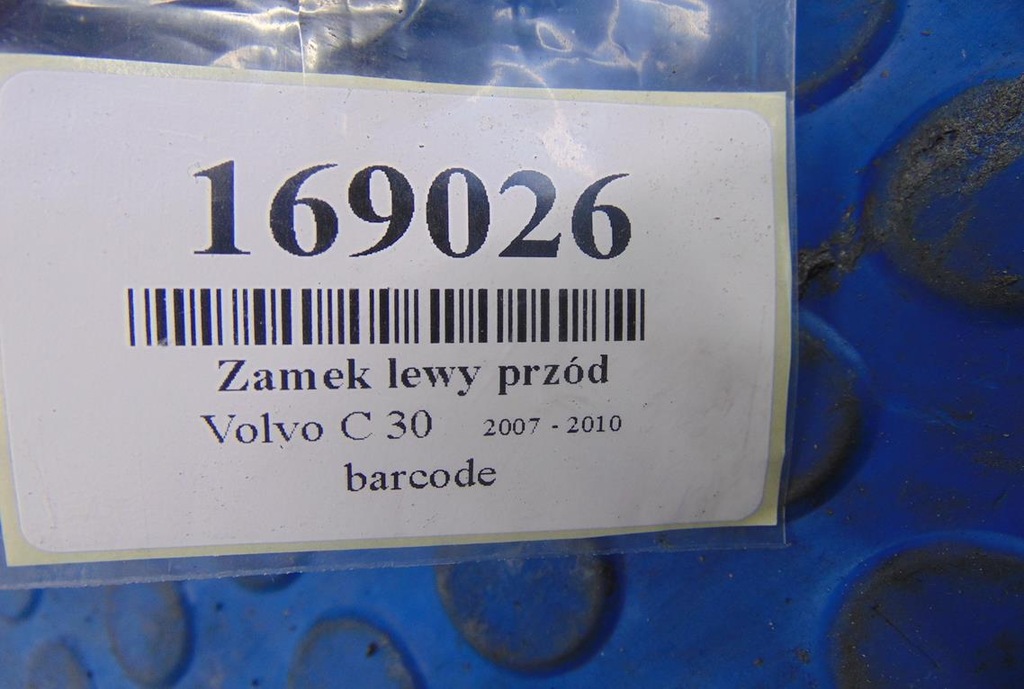 169026
Zamek lewy przód
Volvo C 30 2007 - 2010
barcode